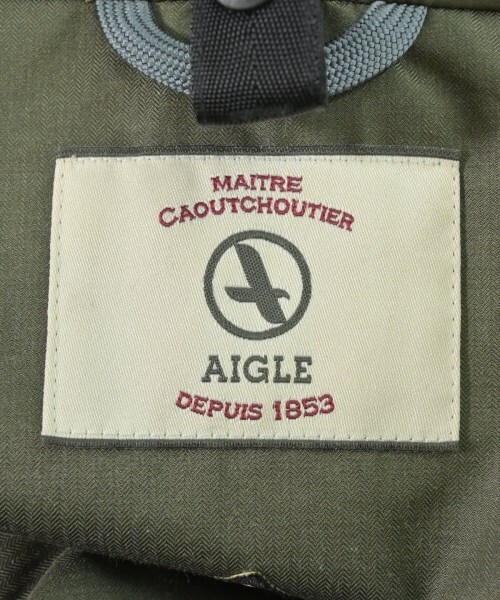 MAITRE
CAOUTCHOUTIER
AIGLE
DEPUIS 1853